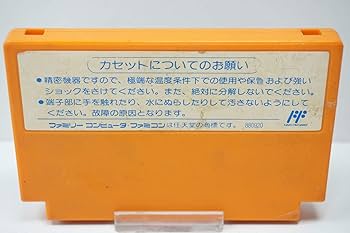 カセットについてのお願い
●精密機器ですので、極端な温度条件下での使用や保管および強い
ショックをさけてください。また、絶対に分解しないでください。
●端子部に手を触れたり、水にぬらしたりして汚さないようにして
ください。故障の原因となります。
ファミリーコンピュータ・ファミコンは任天堂の商標です。 880920